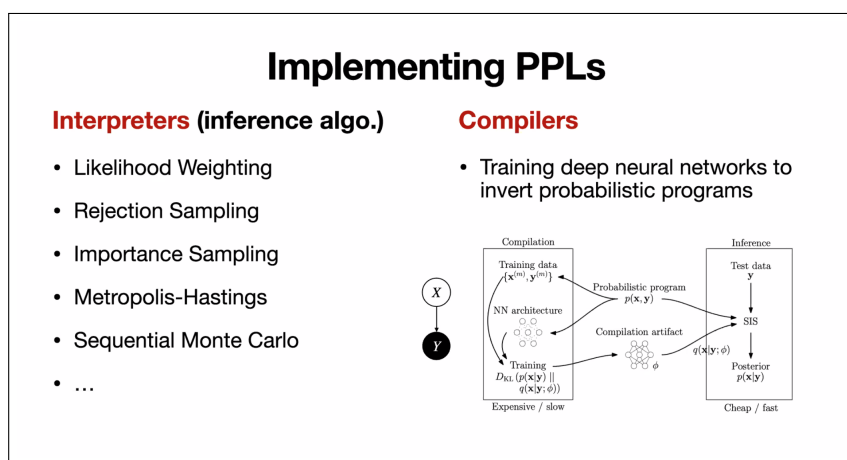 Implementing PPLs
Interpreters (inference algo.)
• Likelihood Weighting
• Rejection Sampling
• Importance Sampling
• Metropolis-Hastings
• Sequential Monte Carlo
• ...
Compilers
• Training deep neural networks to
invert probabilistic programs
X
Y
Compilation
Training data
{x^(m), y^(m)}
NN architecture
Training
D_KL(p(x|y) ||
q(x|y; ϕ))
Expensive / slow
Probabilistic program
p(x, y)
Compilation artifact
ϕ
q(x|y; ϕ)
Inference
Test data
y
SIS
Posterior
p(x|y)
Cheap / fast